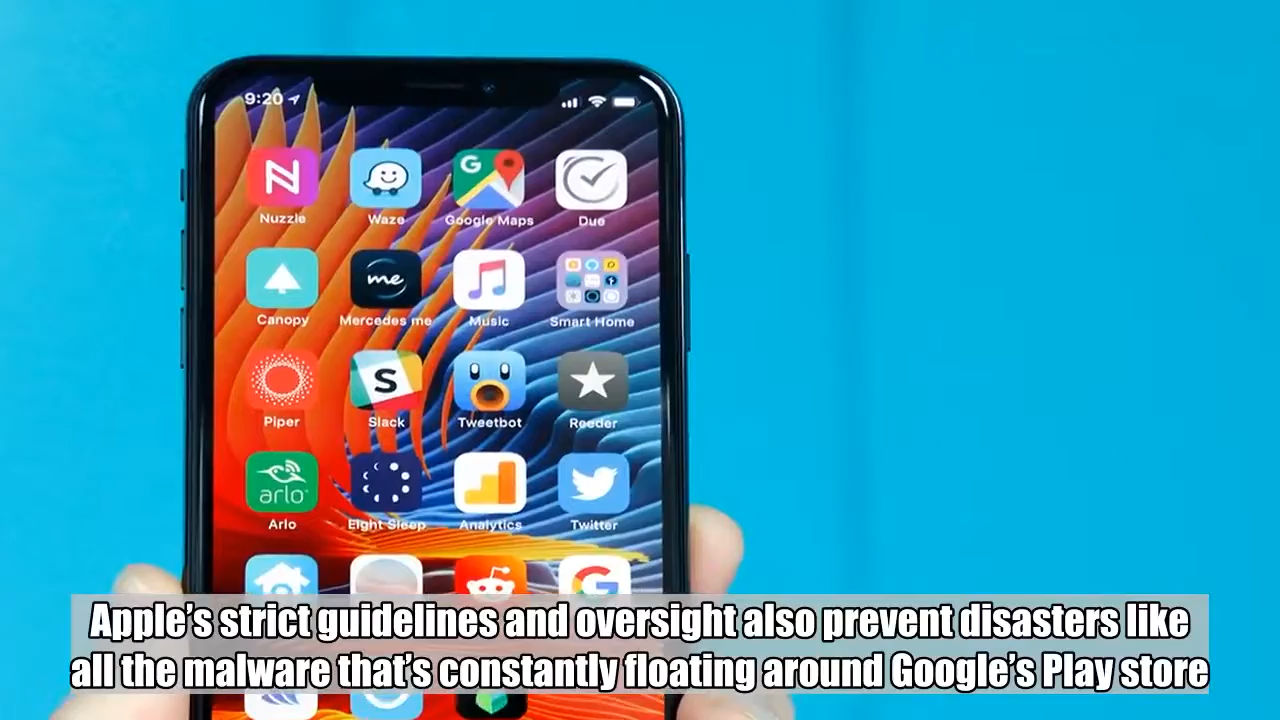 9:20
Nuzzle Waze Google Maps Due
me
Canopy Mercedes me Music Smart Home
S
Piper Slack Tweetbot Reeder
arlo
Arlo Eight Sleep Analytics Twitter
Apple’s strict guidelines and oversight also prevent disasters like
all the malware that’s constantly floating around Google’s Play store